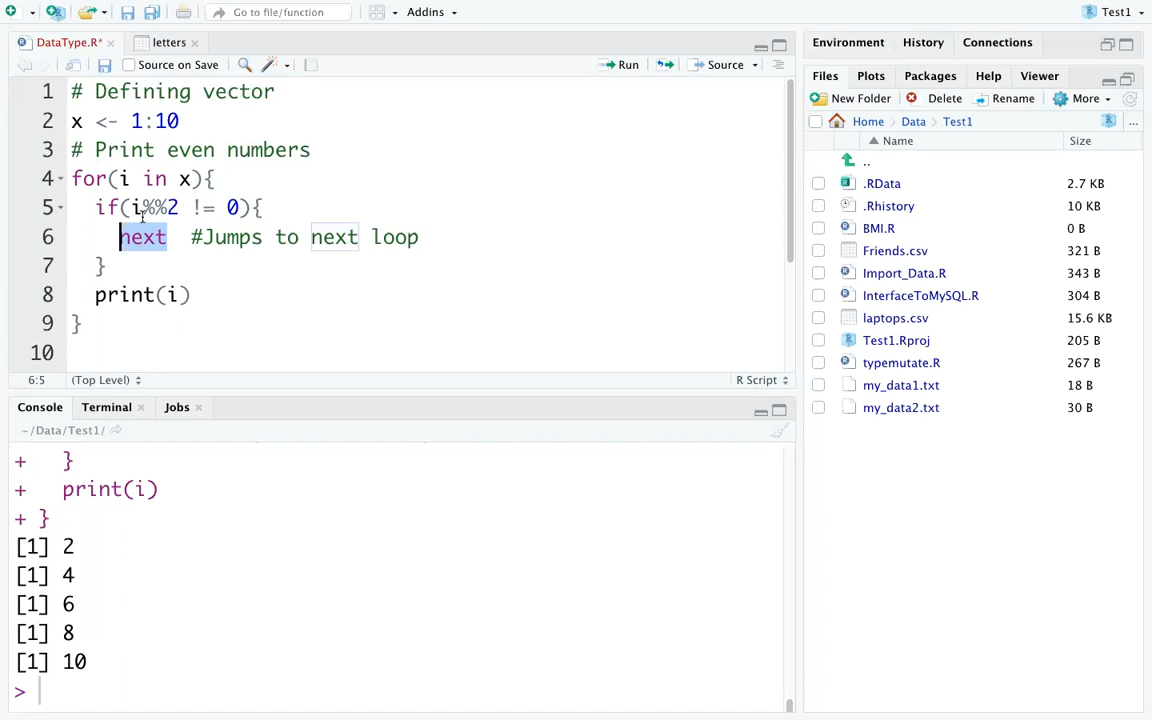 Go to file/function
Addins
Test1
DataType.R* ×
letters ×
Source on Save
Run
Source
1 # Defining vector
2 x <- 1:10
3 # Print even numbers
4 for(i in x){
5 if(i%%2 != 0){
6 next #Jumps to next loop
7 }
8 print(i)
9 }
10
6:5 (Top Level) R Script
Console Terminal × Jobs ×
~/Data/Test1/
+ }
+ print(i)
+ }
[1] 2
[1] 4
[1] 6
[1] 8
[1] 10
>
Environment History Connections
Files Plots Packages Help Viewer
New Folder Delete Rename More
Home Data Test1 ...
Name Size
..
.RData 2.7 KB
.Rhistory 10 KB
BMI.R 0 B
Friends.csv 321 B
Import_Data.R 343 B
InterfaceToMySQL.R 304 B
laptops.csv 15.6 KB
Test1.Rproj 205 B
typemutate.R 267 B
my_data1.txt 18 B
my_data2.txt 30 B